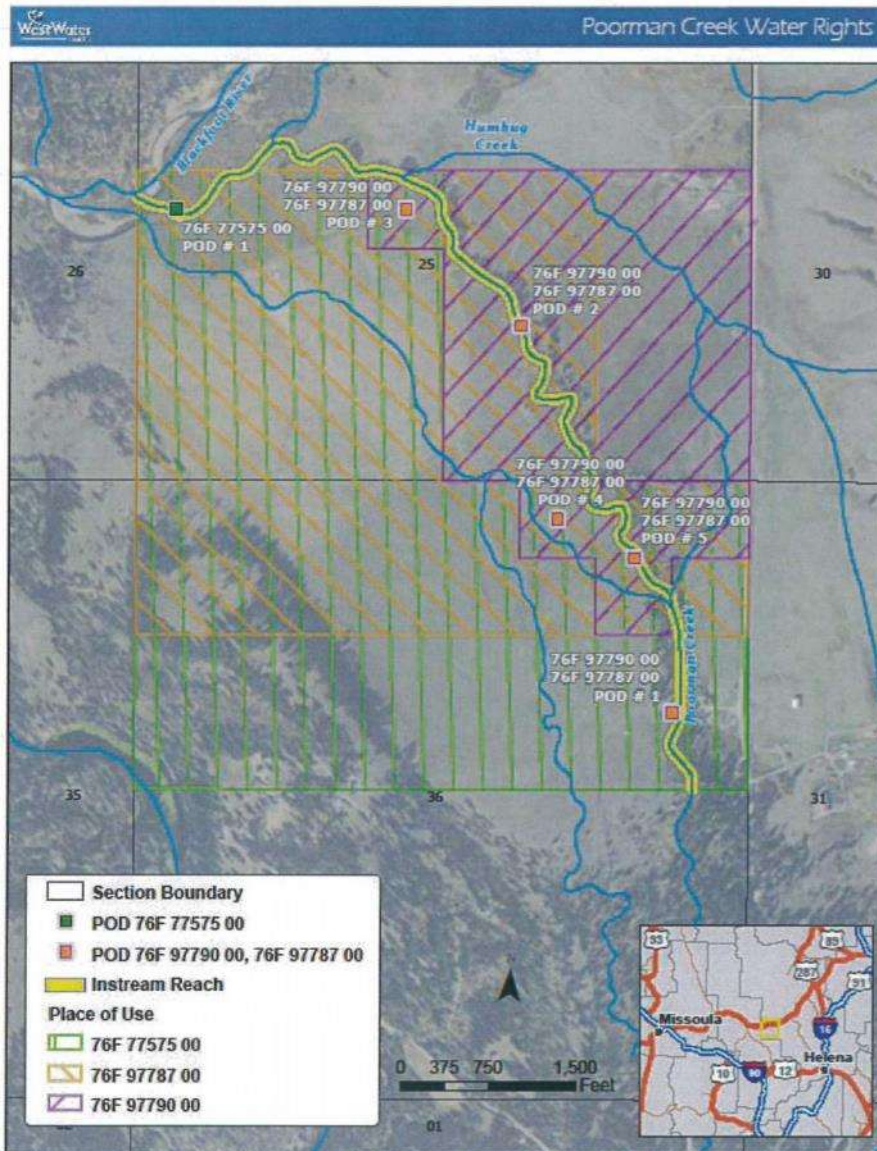 WestWater
Poorman Creek Water Rights
Blackfoot River
Humbug
Creek
76F 97790 00
76F 97787 00
POD # 3
76F 77575 00
POD # 1
26
25
30
76F 97790 00
76F 97787 00
POD # 2
76F 97790 00
76F 97787 00
POD # 4
76F 97790 00
76F 97787 00
POD # 5
76F 97790 00
76F 97787 00
POD # 1
Poorman Creek
35
36
31
Section Boundary
POD 76F 77575 00
POD 76F 97790 00, 76F 97787 00
Instream Reach
Place of Use
76F 77575 00
76F 97787 00
76F 97790 00
0 375 750 1,500
Feet
01
93
89
287
91
Missoula
15
Helena
10
90
12